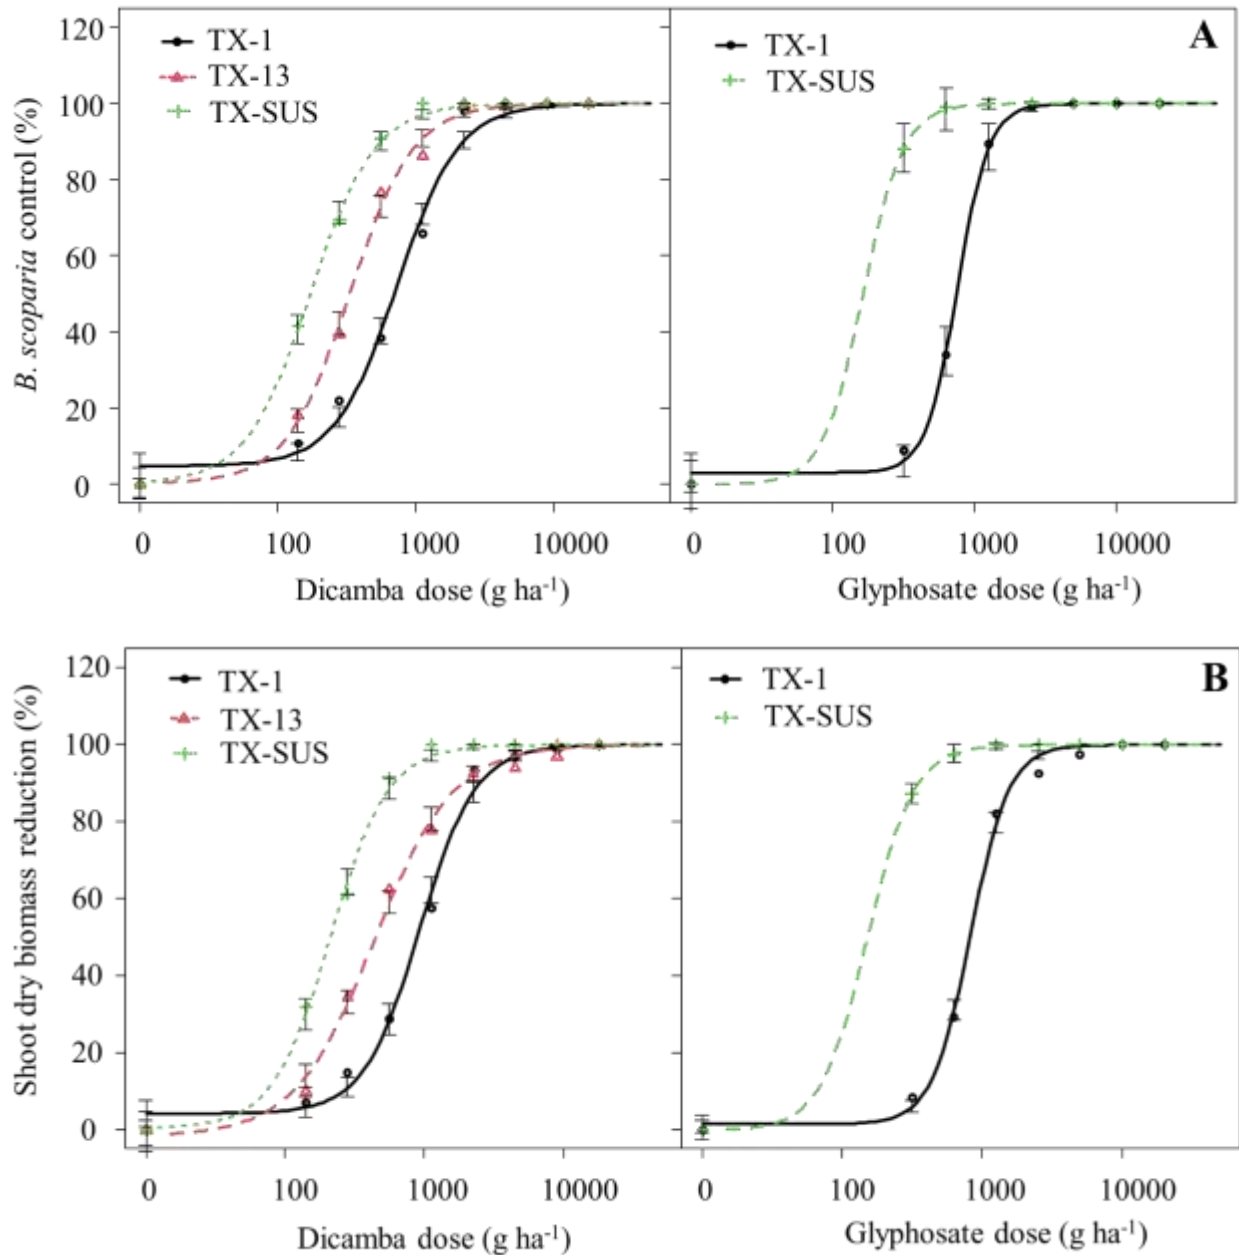 A
TX-1
TX-13
TX-SUS
TX-1
TX-SUS
B. scoparia control (%)
120
100
80
60
40
20
0
0 100 1000 10000
0 100 1000 10000
Dicamba dose (g ha⁻¹)
Glyphosate dose (g ha⁻¹)
B
TX-1
TX-13
TX-SUS
TX-1
TX-SUS
Shoot dry biomass reduction (%)
120
100
80
60
40
20
0
0 100 1000 10000
0 100 1000 10000
Dicamba dose (g ha⁻¹)
Glyphosate dose (g ha⁻¹)